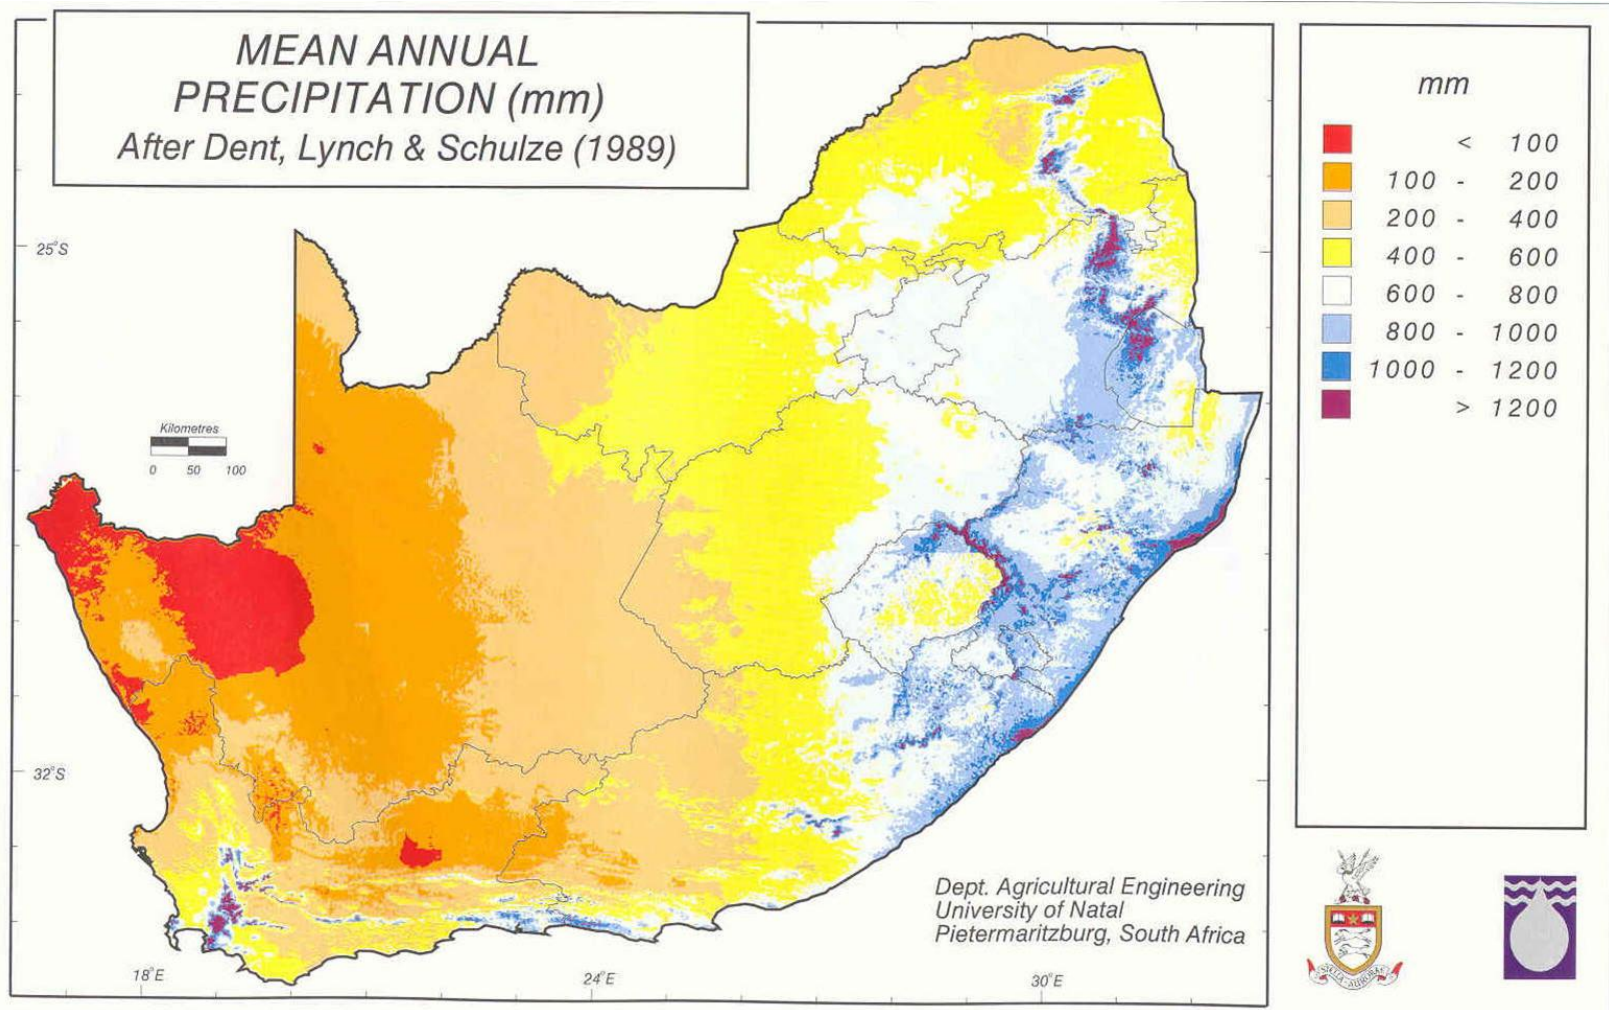 MEAN ANNUAL
PRECIPITATION (mm)
After Dent, Lynch & Schulze (1989)
mm
< 100
100 - 200
200 - 400
400 - 600
600 - 800
800 - 1000
1000 - 1200
> 1200
25°S
Kilometres
0 50 100
32°S
Dept. Agricultural Engineering
University of Natal
Pietermaritzburg, South Africa
18°E 24°E 30°E